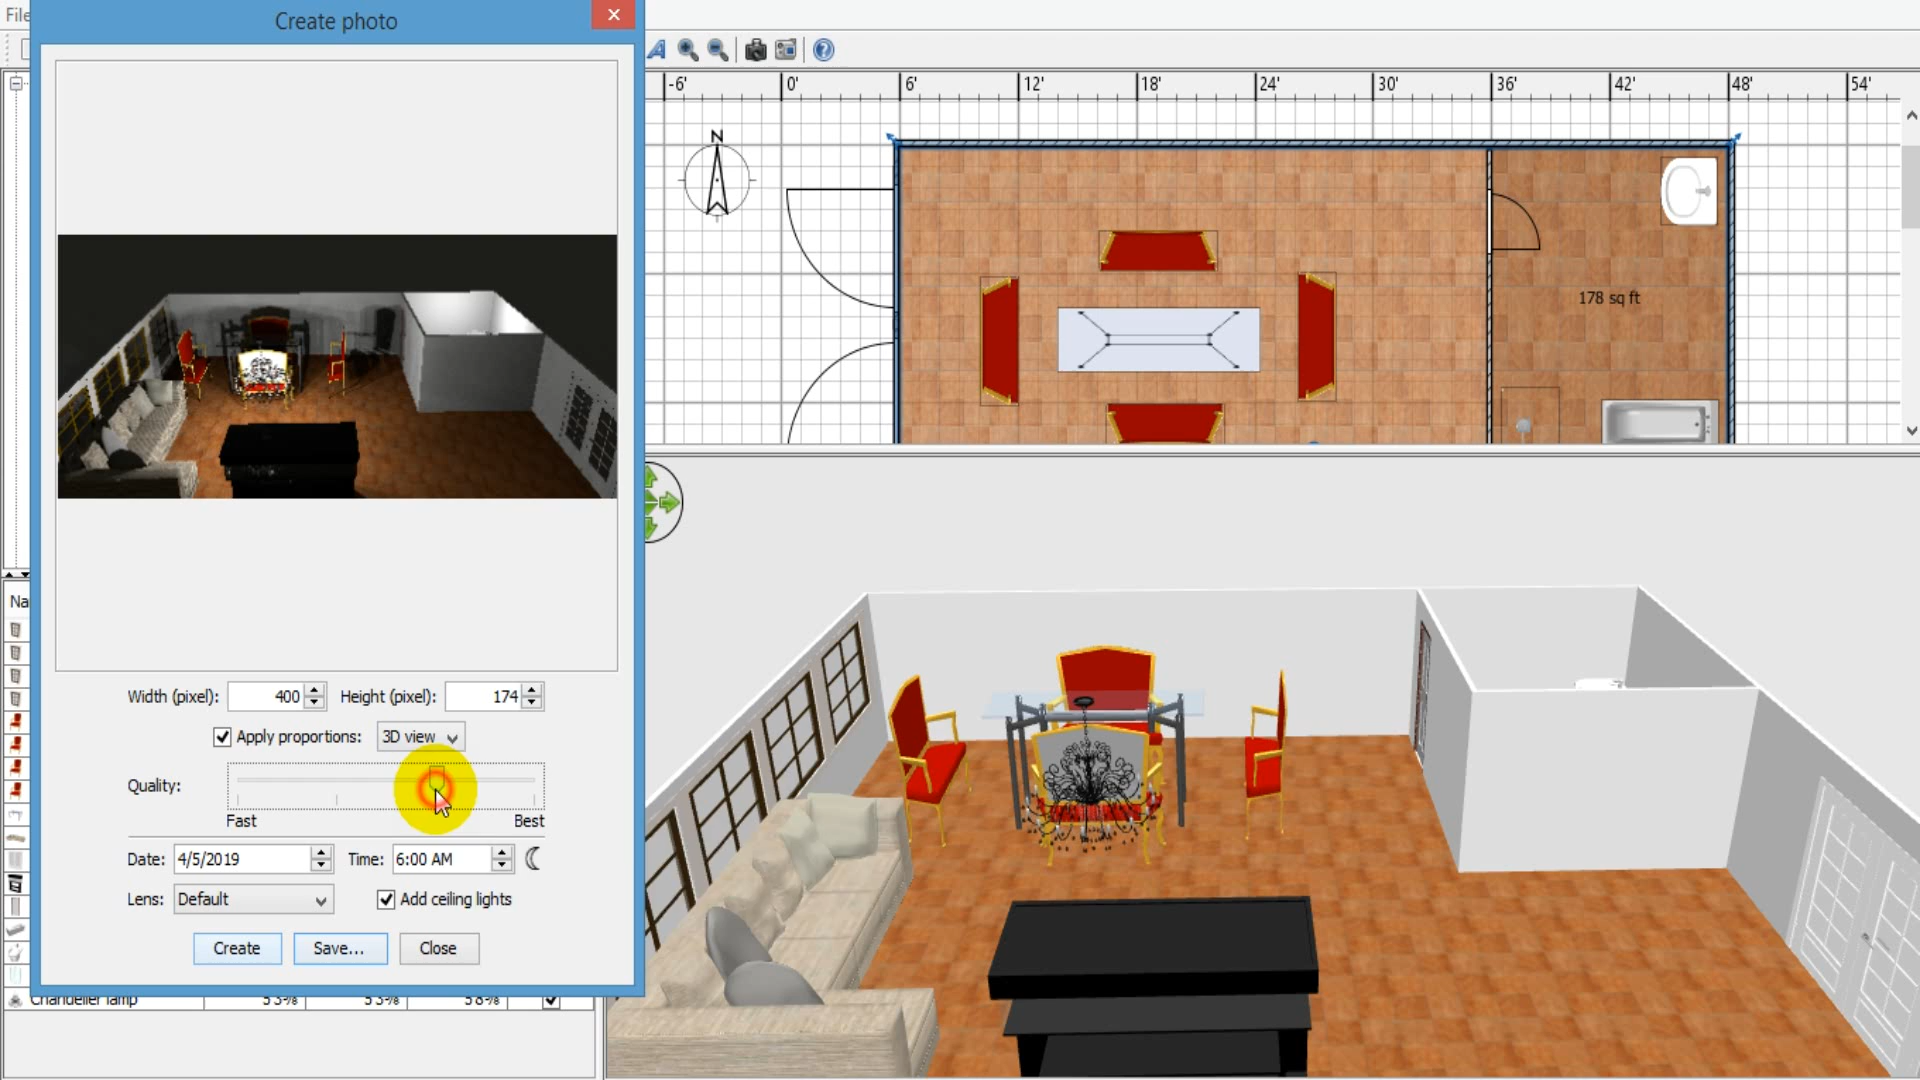 File
Create photo
-6' 0' 6' 12' 18' 24' 30' 36' 42' 48' 54'
N
178 sq ft
Na
Width (pixel): 400 Height (pixel): 174
Apply proportions: 3D view
Quality:
Fast Best
Date: 4/5/2019 Time: 6:00 AM
Lens: Default Add ceiling lights
Create Save... Close
Chandelier lamp